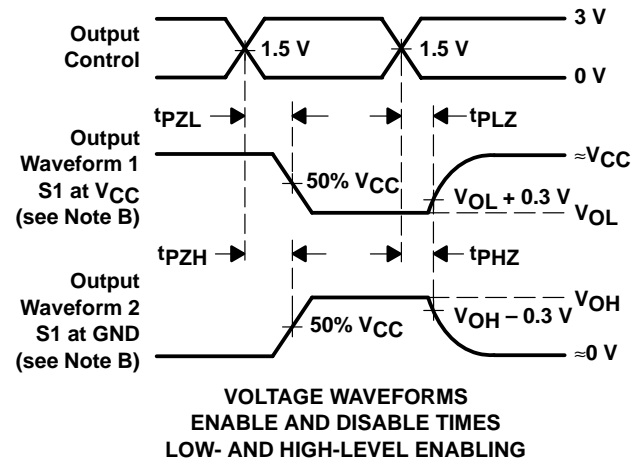 Output
Control
1.5 V
1.5 V
3 V
0 V
tPZL
tPLZ
Output
Waveform 1
S1 at VCC
(see Note B)
50% VCC
VOL + 0.3 V
≈VCC
VOL
tPZH
tPHZ
Output
Waveform 2
S1 at GND
(see Note B)
50% VCC
VOH – 0.3 V
VOH
≈0 V
VOLTAGE WAVEFORMS
ENABLE AND DISABLE TIMES
LOW- AND HIGH-LEVEL ENABLING